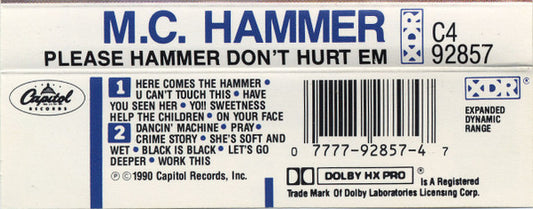 M.C. HAMMER
PLEASE HAMMER DON'T HURT EM
XDR
C4
92857
Capitol
RECORDS
1 HERE COMES THE HAMMER •
U CAN'T TOUCH THIS • HAVE
YOU SEEN HER • YO!! SWEETNESS
HELP THE CHILDREN • ON YOUR FACE
2 DANCIN' MACHINE • PRAY •
CRIME STORY • SHE'S SOFT AND
WET • BLACK IS BLACK • LET'S GO
DEEPER • WORK THIS
Ⓟ © 1990 Capitol Records, Inc.
0 7777-92857-4 7
DOLBY HX PRO
Is A Registered
Trade Mark Of Dolby Laboratories Licensing Corp.
XDR®
EXPANDED
DYNAMIC
RANGE